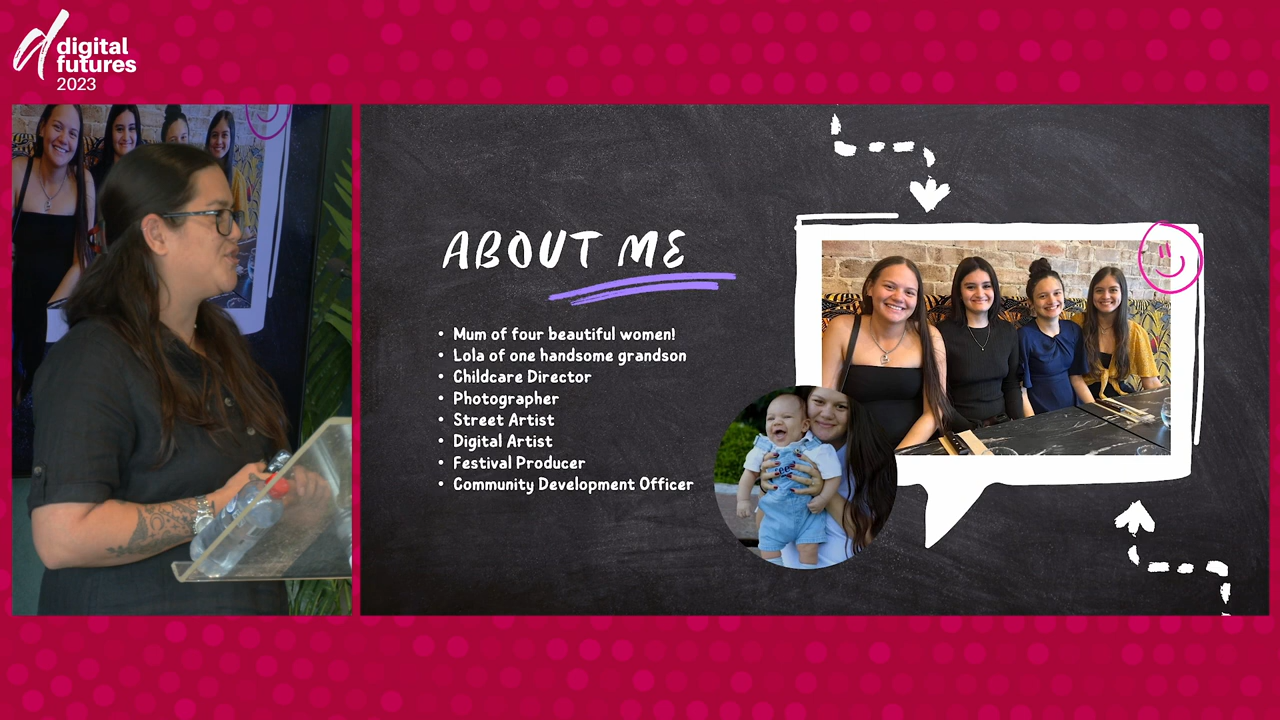 digital
futures
2023
ABOUT ME
• Mum of four beautiful women!
• Lola of one handsome grandson
• Childcare Director
• Photographer
• Street Artist
• Digital Artist
• Festival Producer
• Community Development Officer